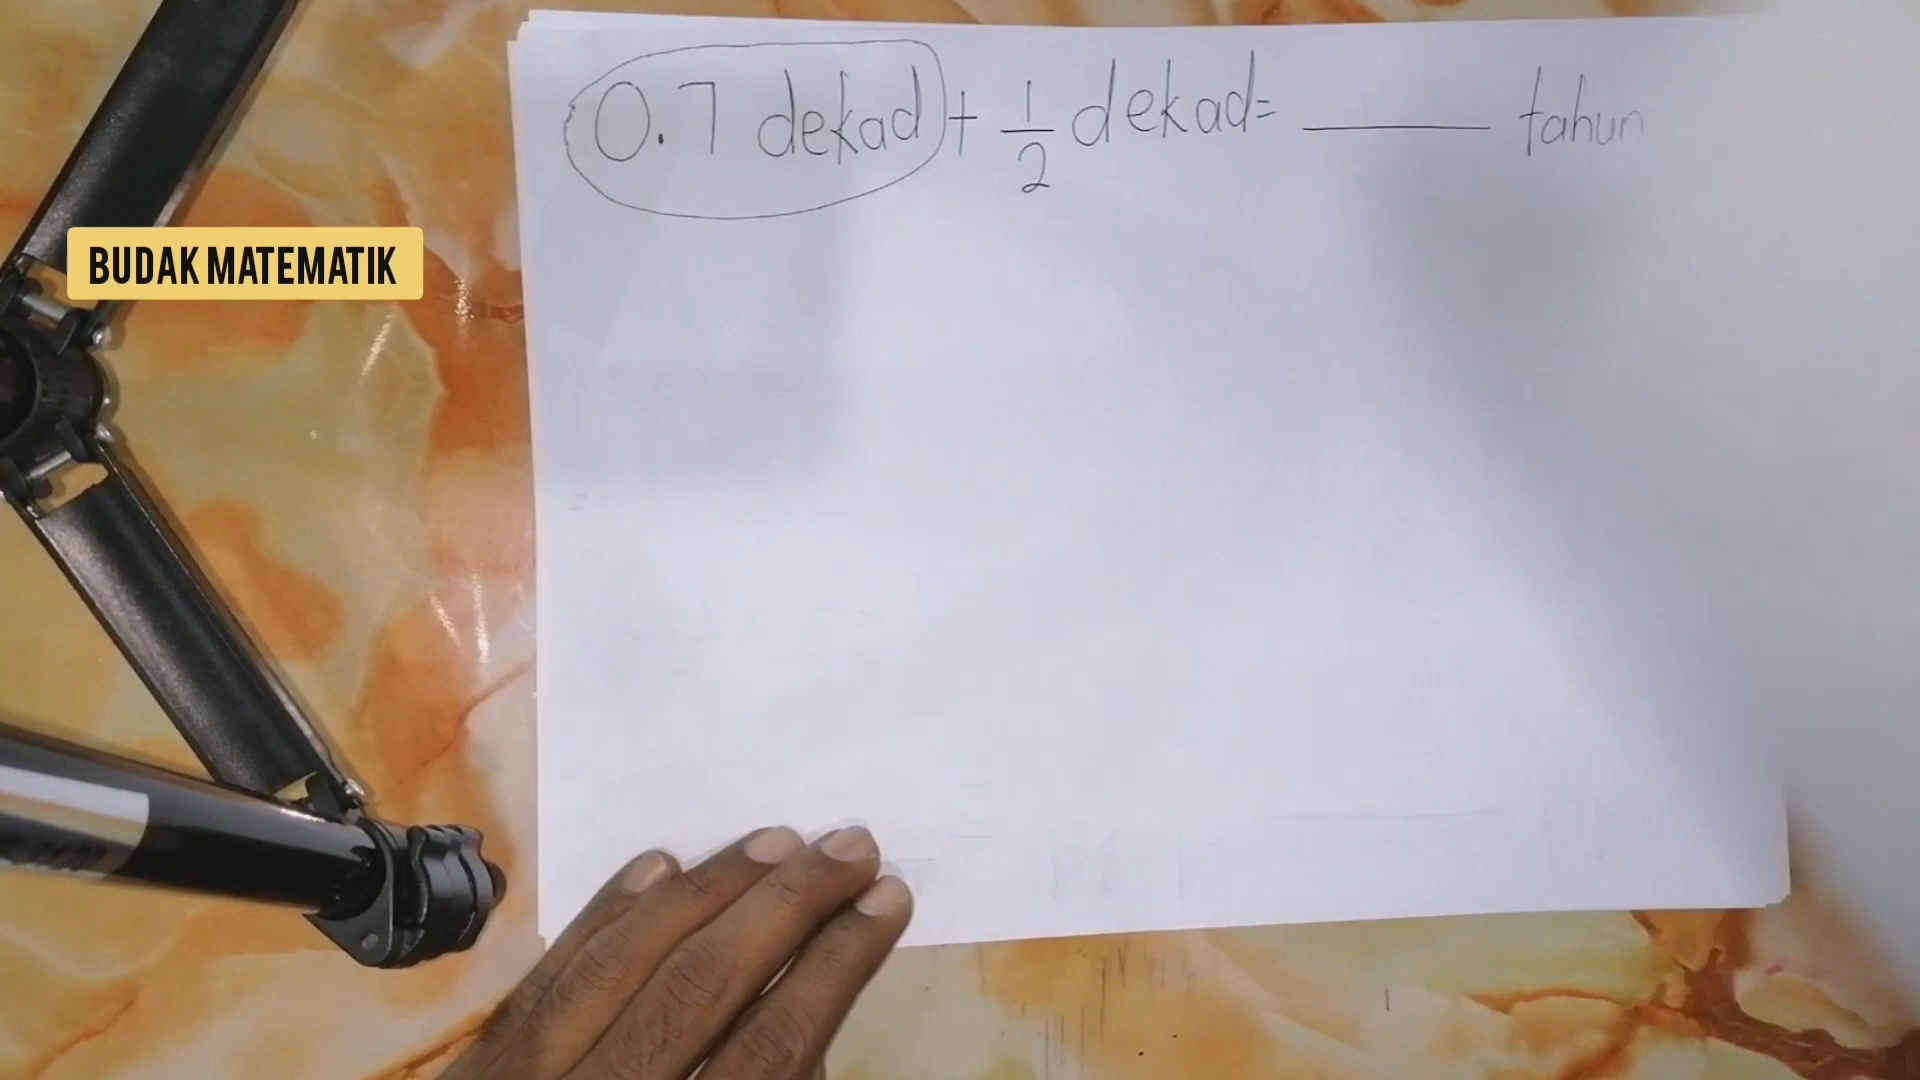 0.7 dekad + 1/2 dekad = ______ tahun
BUDAK MATEMATIK